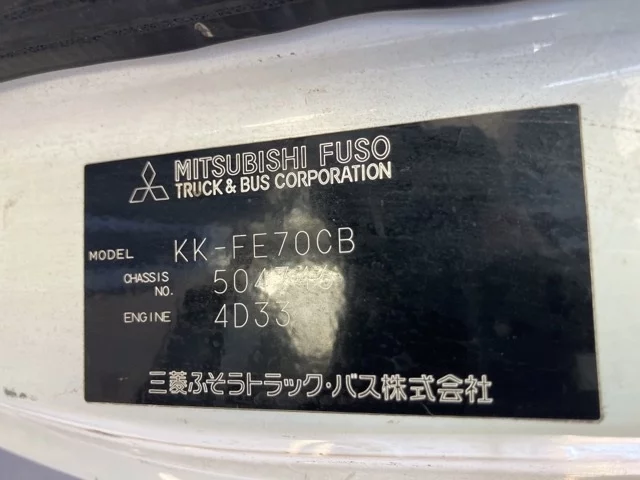 MITSUBISHI FUSO
TRUCK & BUS CORPORATION
MODEL KK-FE70CB
CHASSIS NO.
ENGINE 4D33
三菱ふそうトラック・バス株式会社